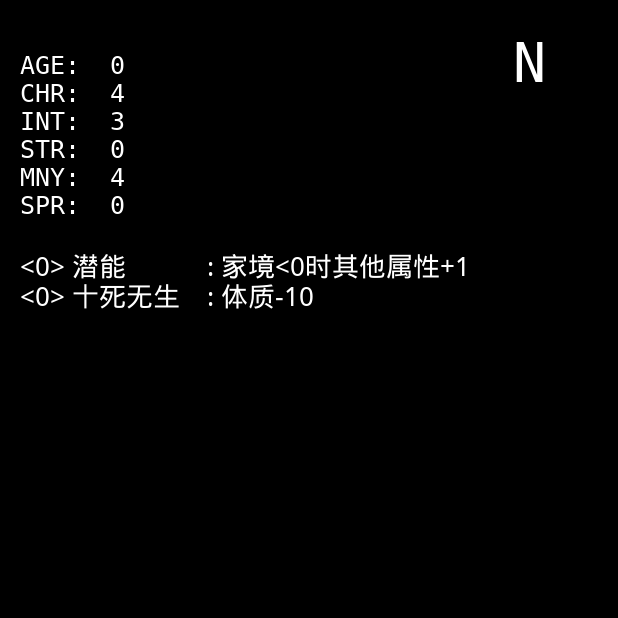 N
AGE: 0
CHR: 4
INT: 3
STR: 0
MNY: 4
SPR: 0
<0> 潜能 : 家境<0时其他属性+1
<0> 十死无生 : 体质-10